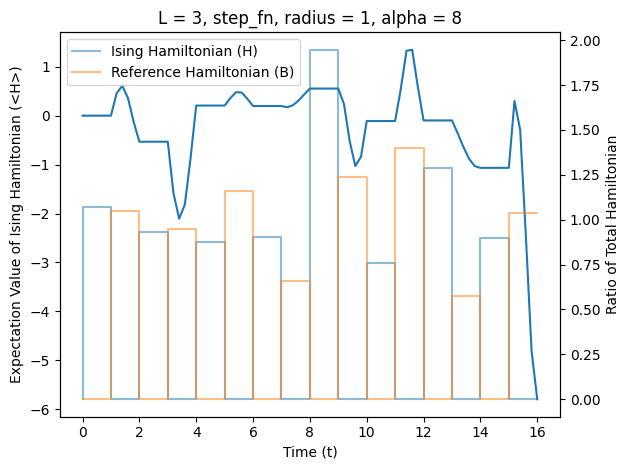 L = 3, step_fn, radius = 1, alpha = 8
Ising Hamiltonian (H)
Reference Hamiltonian (B)
Expectation Value of Ising Hamiltonian (<H>)
1
0
−1
−2
−3
−4
−5
−6
2.00
1.75
1.50
1.25
1.00
0.75
0.50
0.25
0.00
Ratio of Total Hamiltonian
0 2 4 6 8 10 12 14 16
Time (t)